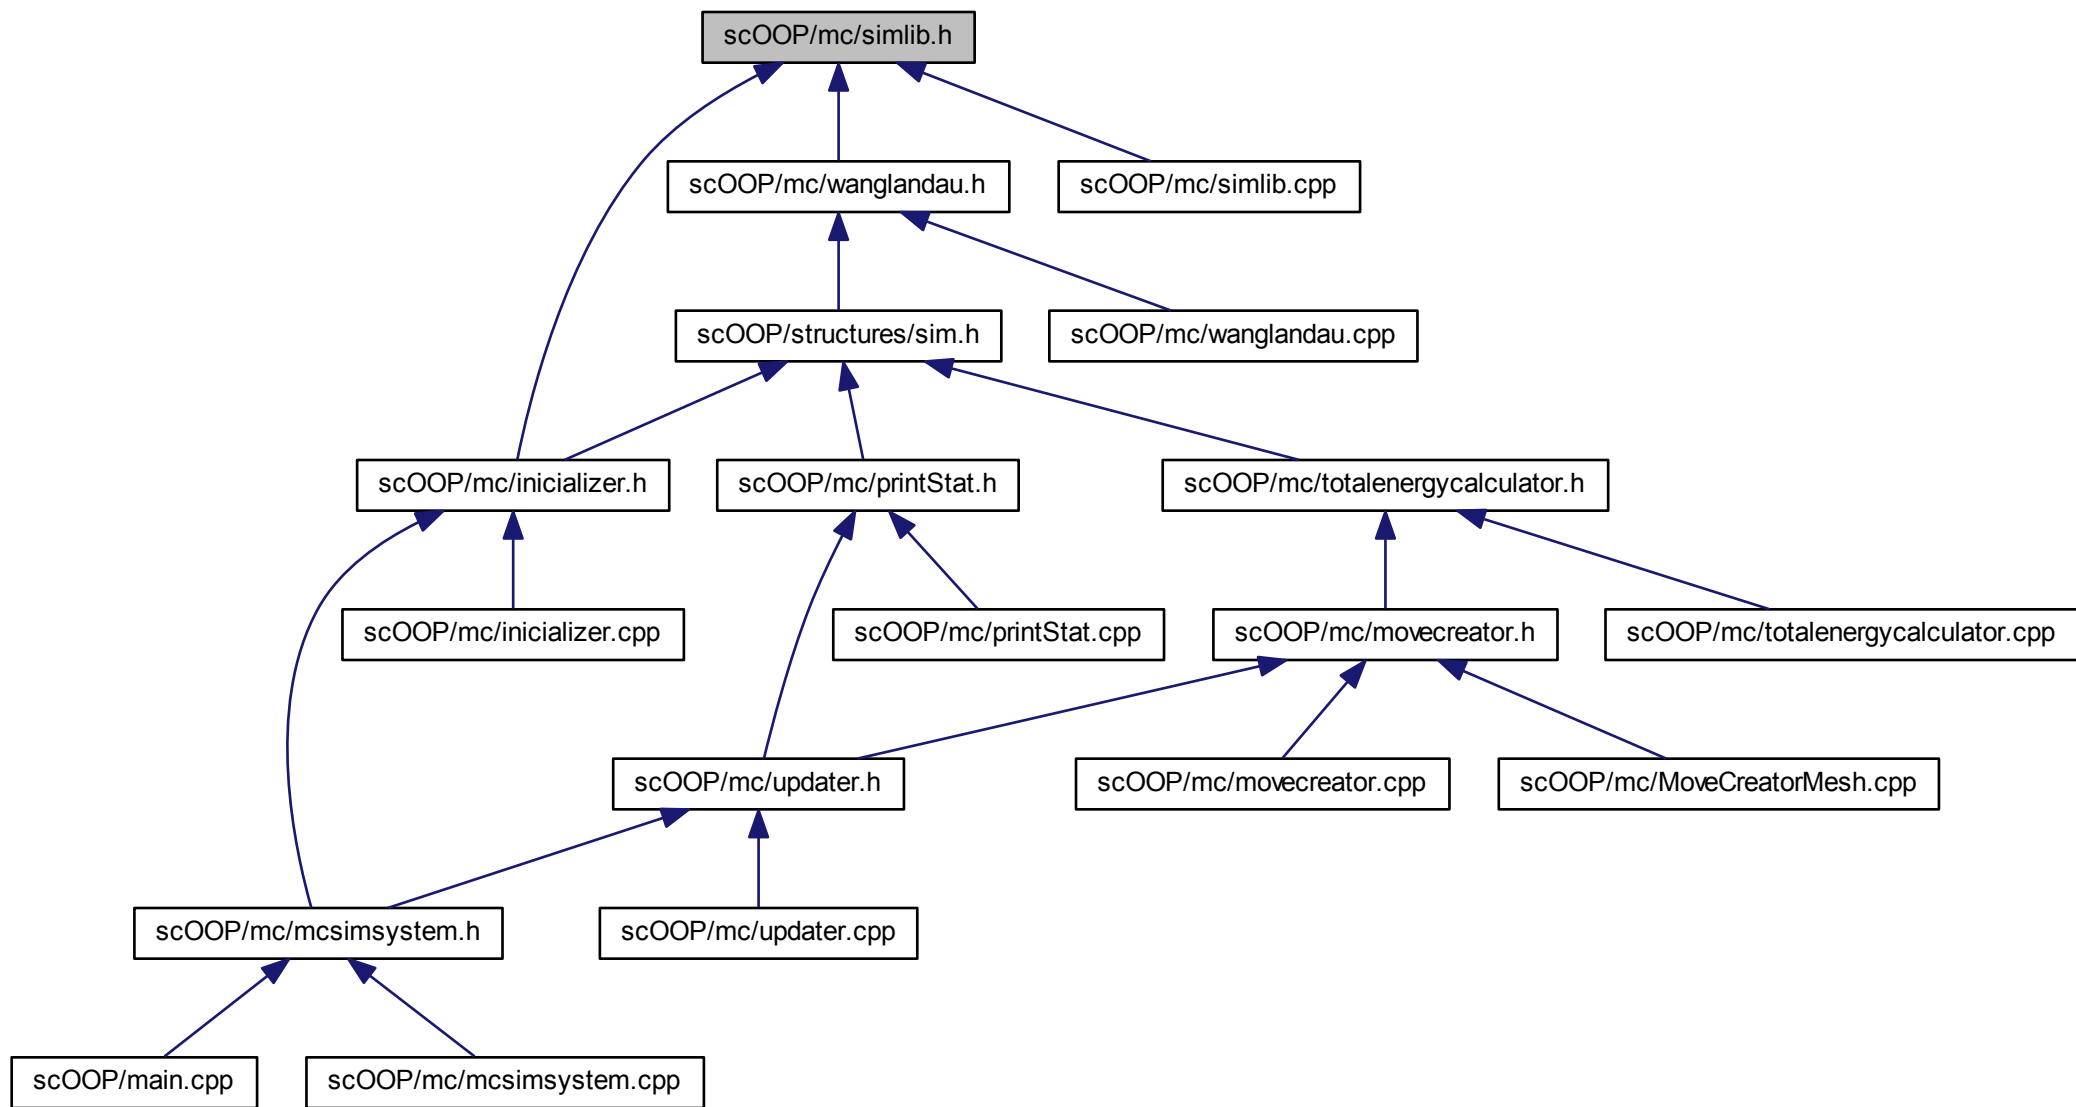 scOOP/mc/simlib.h
scOOP/mc/wanglandau.h
scOOP/mc/simlib.cpp
scOOP/structures/sim.h
scOOP/mc/wanglandau.cpp
scOOP/mc/inicializer.h
scOOP/mc/printStat.h
scOOP/mc/totalenergycalculator.h
scOOP/mc/inicializer.cpp
scOOP/mc/printStat.cpp
scOOP/mc/movecreator.h
scOOP/mc/totalenergycalculator.cpp
scOOP/mc/updater.h
scOOP/mc/movecreator.cpp
scOOP/mc/MoveCreatorMesh.cpp
scOOP/mc/mcsimsystem.h
scOOP/mc/updater.cpp
scOOP/main.cpp
scOOP/mc/mcsimsystem.cpp